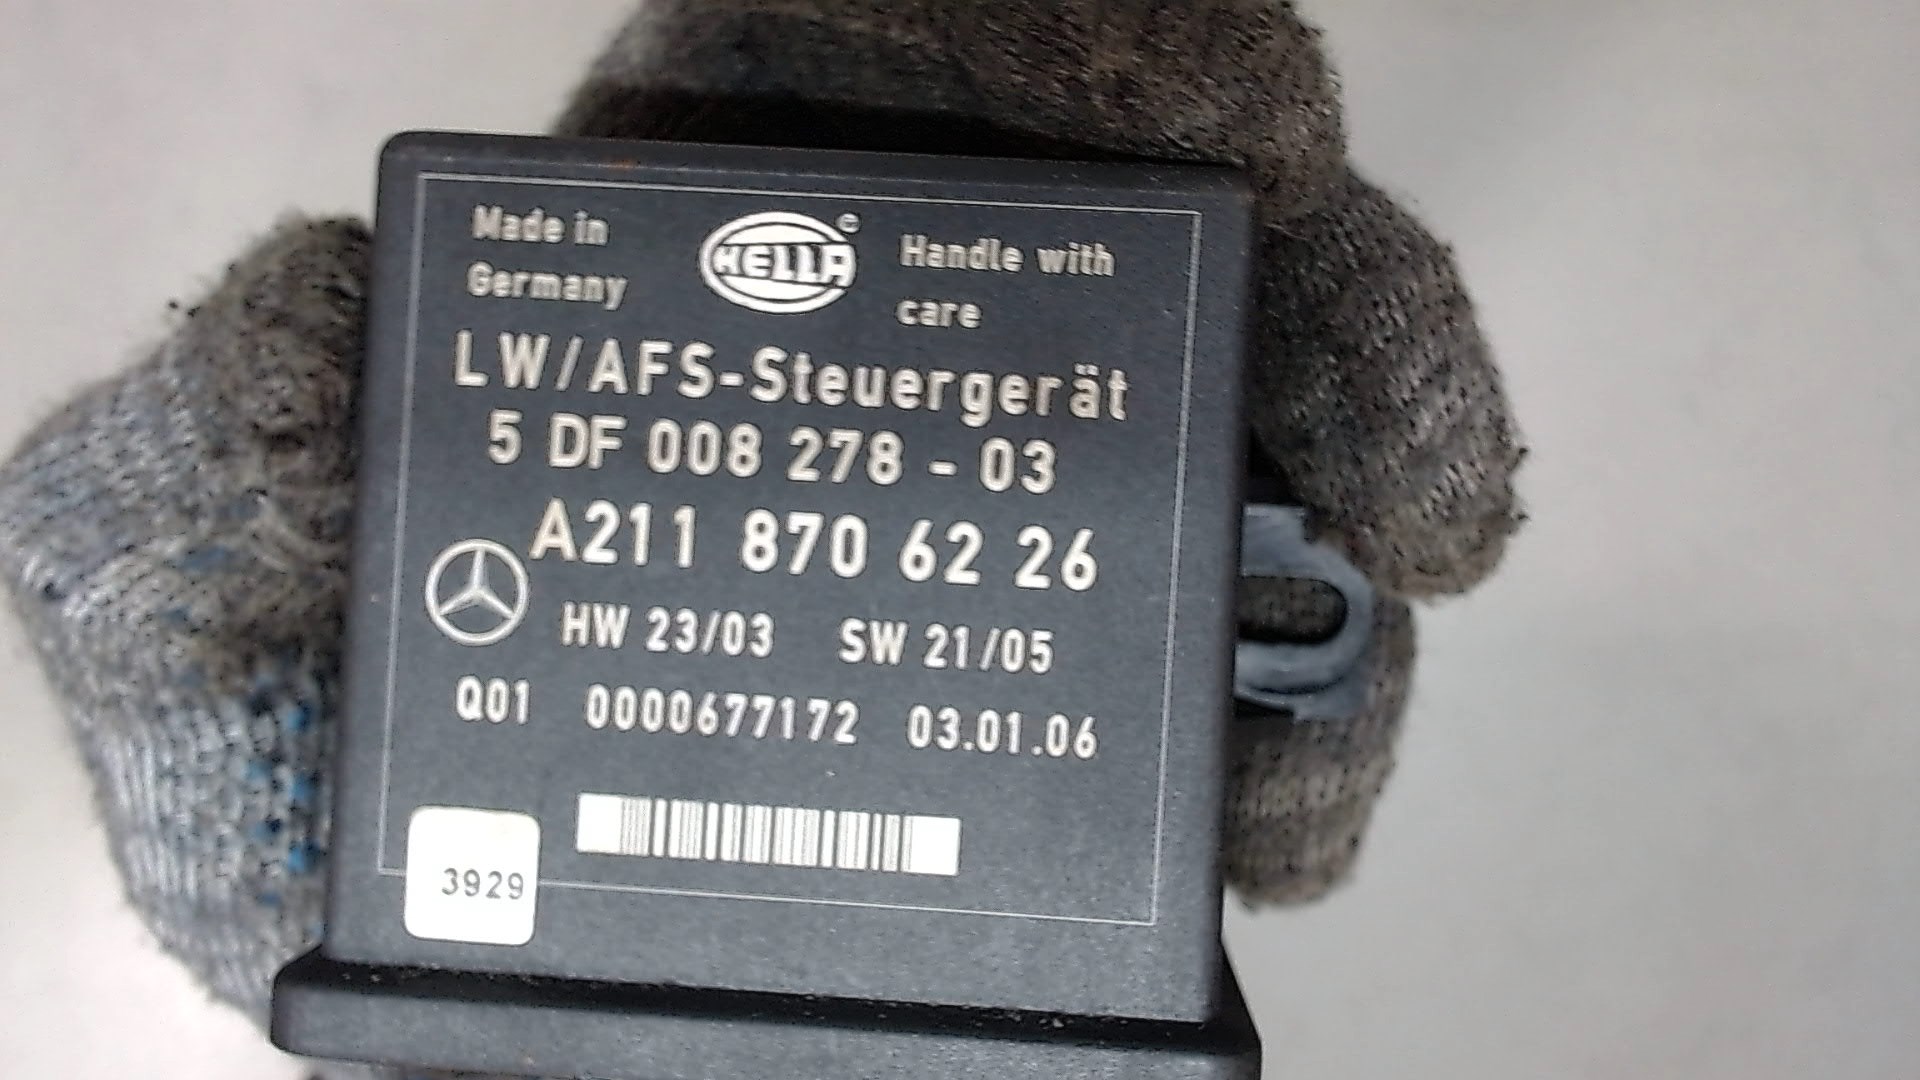 Made in
Germany
HELLA ©
Handle with
care
LW/AFS-Steuergerät
5 DF 008 278 - 03
A211 870 62 26
HW 23/03 SW 21/05
Q01 0000677172 03.01.06
3929